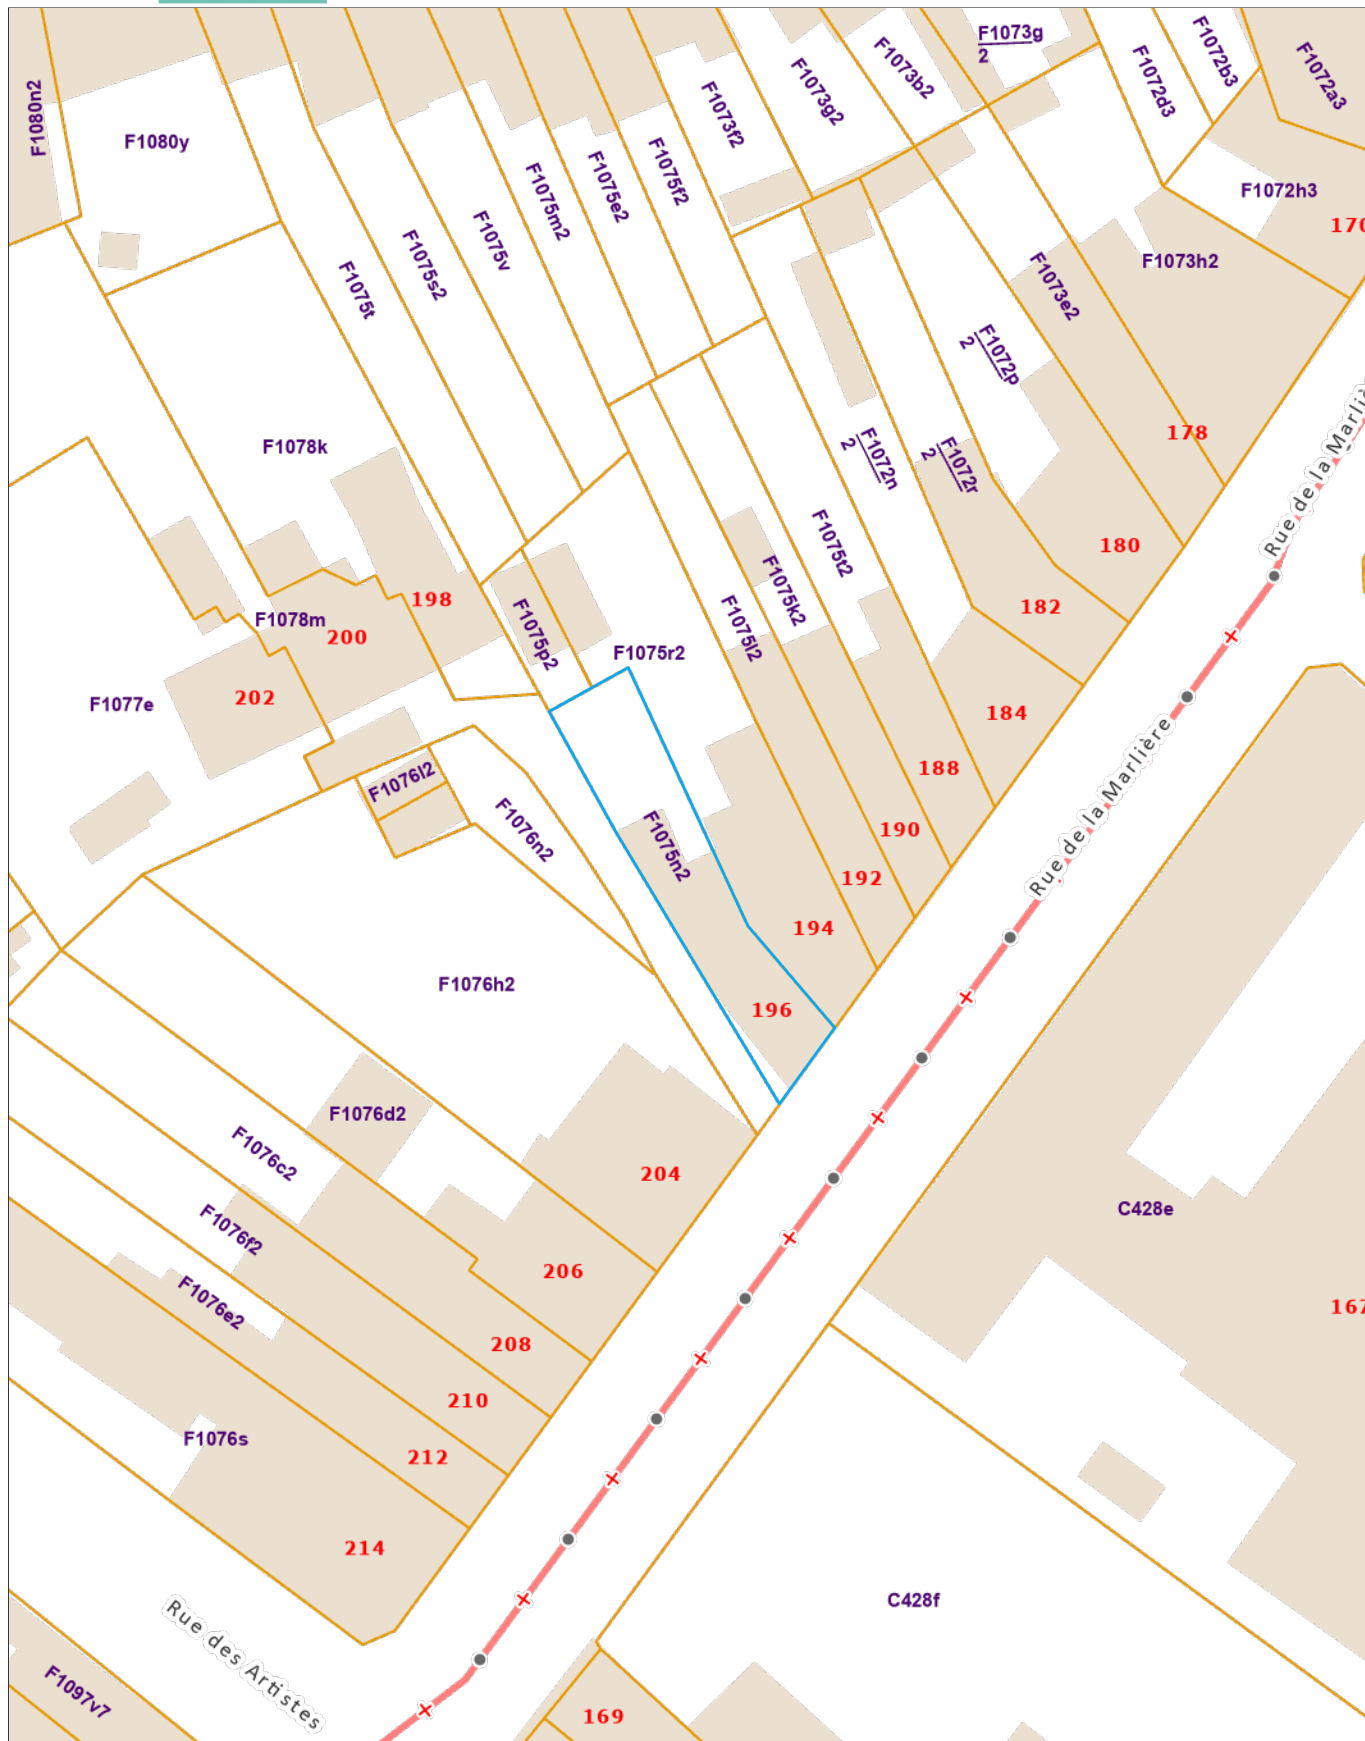 F1073g
2
F1080n2
F1080y
F1073f2
F1073g2
F1073b2
F1072d3
F1072b3
F1072a3
F1075f2
F1075e2
F1075m2
F1075v
F1075s2
F1075t
F1072h3
170
F1073h2
F1073e2
F1072p
2
F1078k
F1072n
2
F1072r
2
178
Rue de la Marliè
180
F1075t2
F1075k2
F1075l2
182
198
F1078m
200
F1075p2
F1075r2
202
F1077e
184
Rue de la Marlière
F1076l2
F1076n2
F1075n2
188
190
192
194
196
F1076h2
F1076d2
F1076c2
204
F1076f2
C428e
206
F1076e2
167
208
210
F1076s
212
214
C428f
Rue des Artistes
F1097v7
169